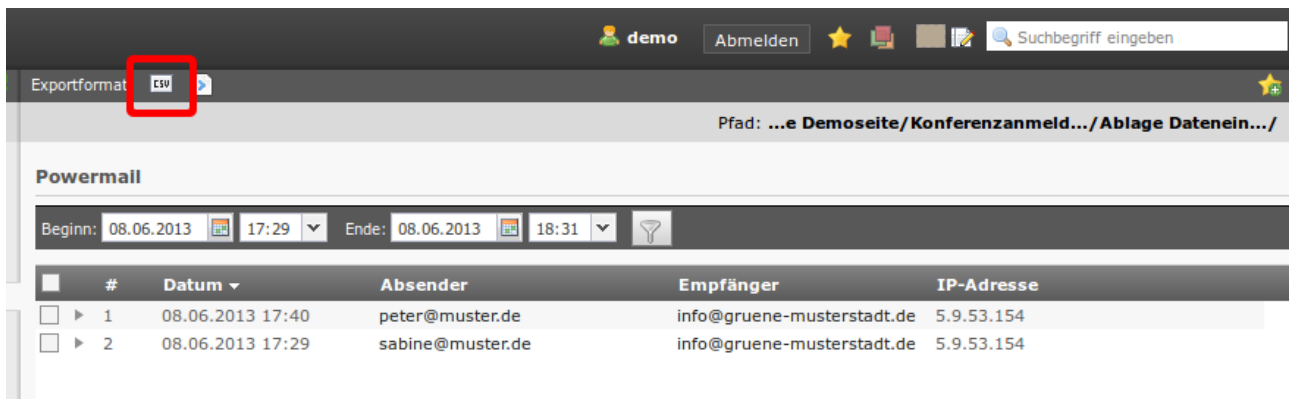 demo Abmelden Suchbegriff eingeben
Exportformat CSV
Pfad: ...e Demoseite/Konferenzanmeld.../Ablage Datenein.../
Powermail
Beginn: 08.06.2013 17:29 Ende: 08.06.2013 18:31
# Datum Absender Empfänger IP-Adresse
1 08.06.2013 17:40 peter@muster.de info@gruene-musterstadt.de 5.9.53.154
2 08.06.2013 17:29 sabine@muster.de info@gruene-musterstadt.de 5.9.53.154